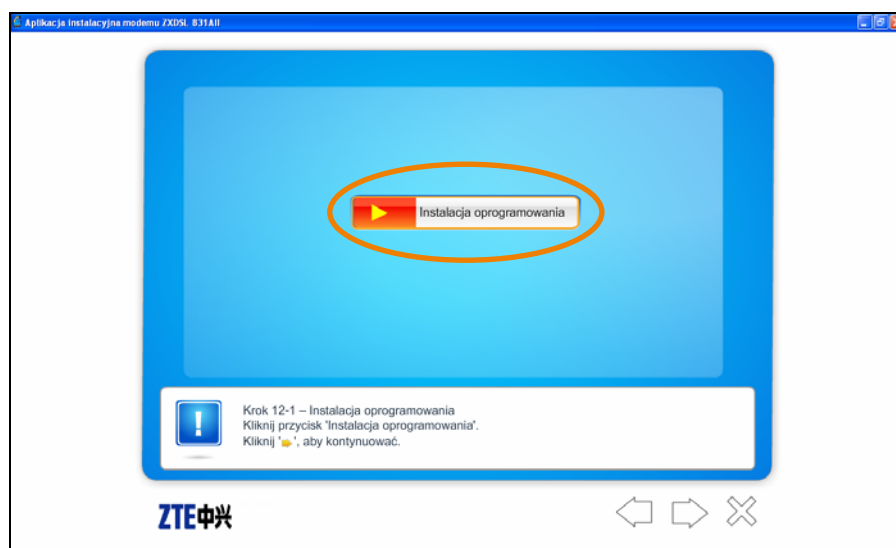 Aplikacja instalacyjna modemu ZXDSL 831AII
Instalacja oprogramowania
Krok 12-1 – Instalacja oprogramowania
Kliknij przycisk 'Instalacja oprogramowania'.
Kliknij ' ', aby kontynuować.
ZTE中兴